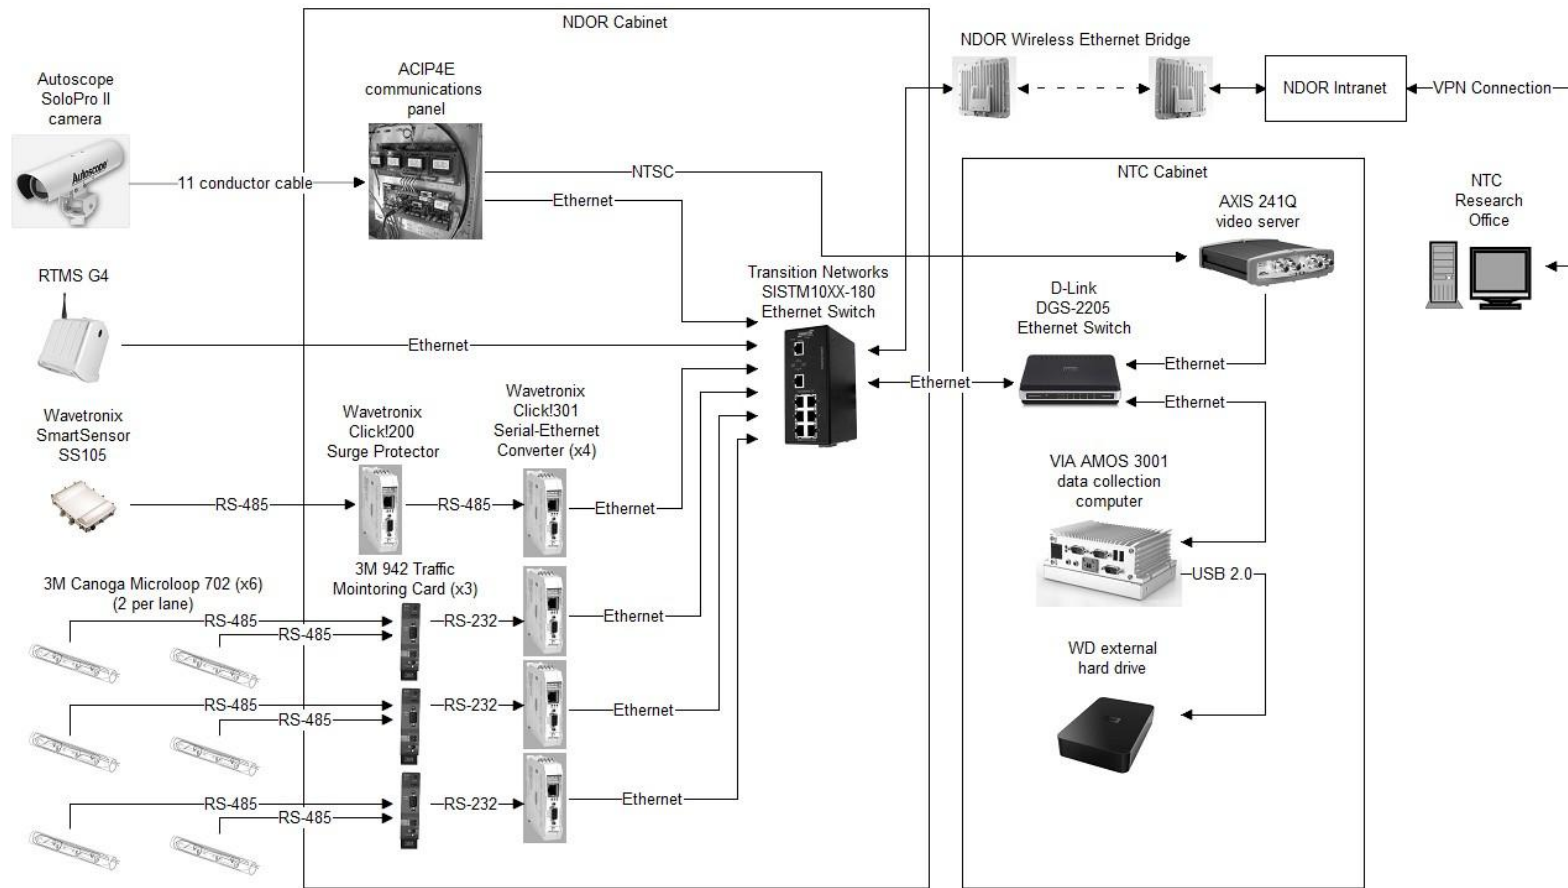 NDOR Cabinet
NDOR Wireless Ethernet Bridge
Autoscope
SoloPro II
camera
ACIP4E
communications
panel
NDOR Intranet
VPN Connection
Autoscope
11 conductor cable
NTSC
Ethernet
NTC Cabinet
AXIS 241Q
video server
NTC
Research
Office
RTMS G4
Ethernet
Transition Networks
SISTM10XX-180
Ethernet Switch
D-Link
DGS-2205
Ethernet Switch
Ethernet
Ethernet
Ethernet
Wavetronix
SmartSensor
SS105
Wavetronix
Click!200
Surge Protector
Wavetronix
Click!301
Serial-Ethernet
Converter (x4)
RS-485
RS-485
Ethernet
VIA AMOS 3001
data collection
computer
USB 2.0
3M Canoga Microloop 702 (x6)
(2 per lane)
3M 942 Traffic
Mointoring Card (x3)
RS-485
RS-485
RS-232
Ethernet
WD external
hard drive
RS-485
RS-485
RS-232
Ethernet
RS-485
RS-485
RS-232
Ethernet